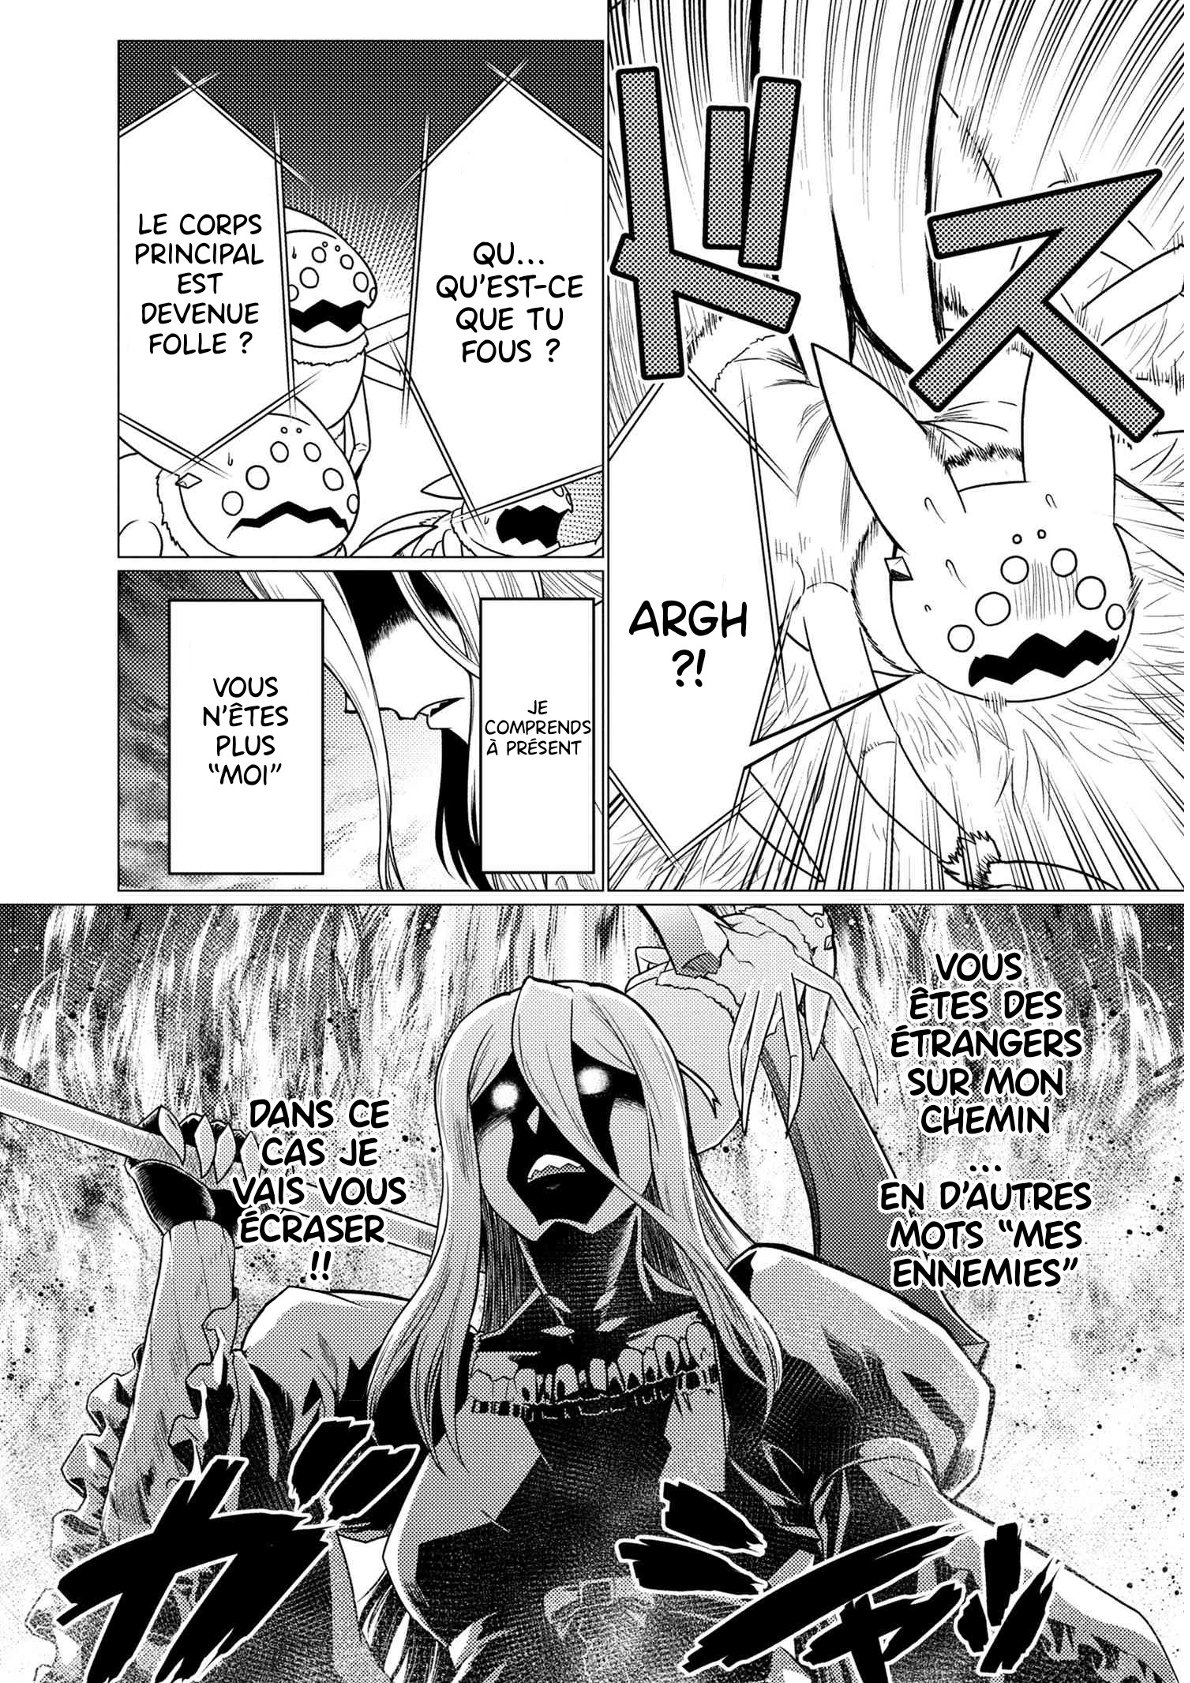 ドス
ARGH
?!
QU...
QU'EST-CE
QUE TU
FOUS ?
LE CORPS
PRINCIPAL
EST
DEVENUE
FOLLE ?
JE
COMPRENDS
À PRÉSENT
VOUS
N'ÊTES
PLUS
"MOI"
VOUS
ÊTES DES
ÉTRANGERS
SUR MON
CHEMIN
...
EN D'AUTRES
MOTS "MES
ENNEMIES"
DANS CE
CAS JE
VAIS VOUS
ÉCRASER
!!